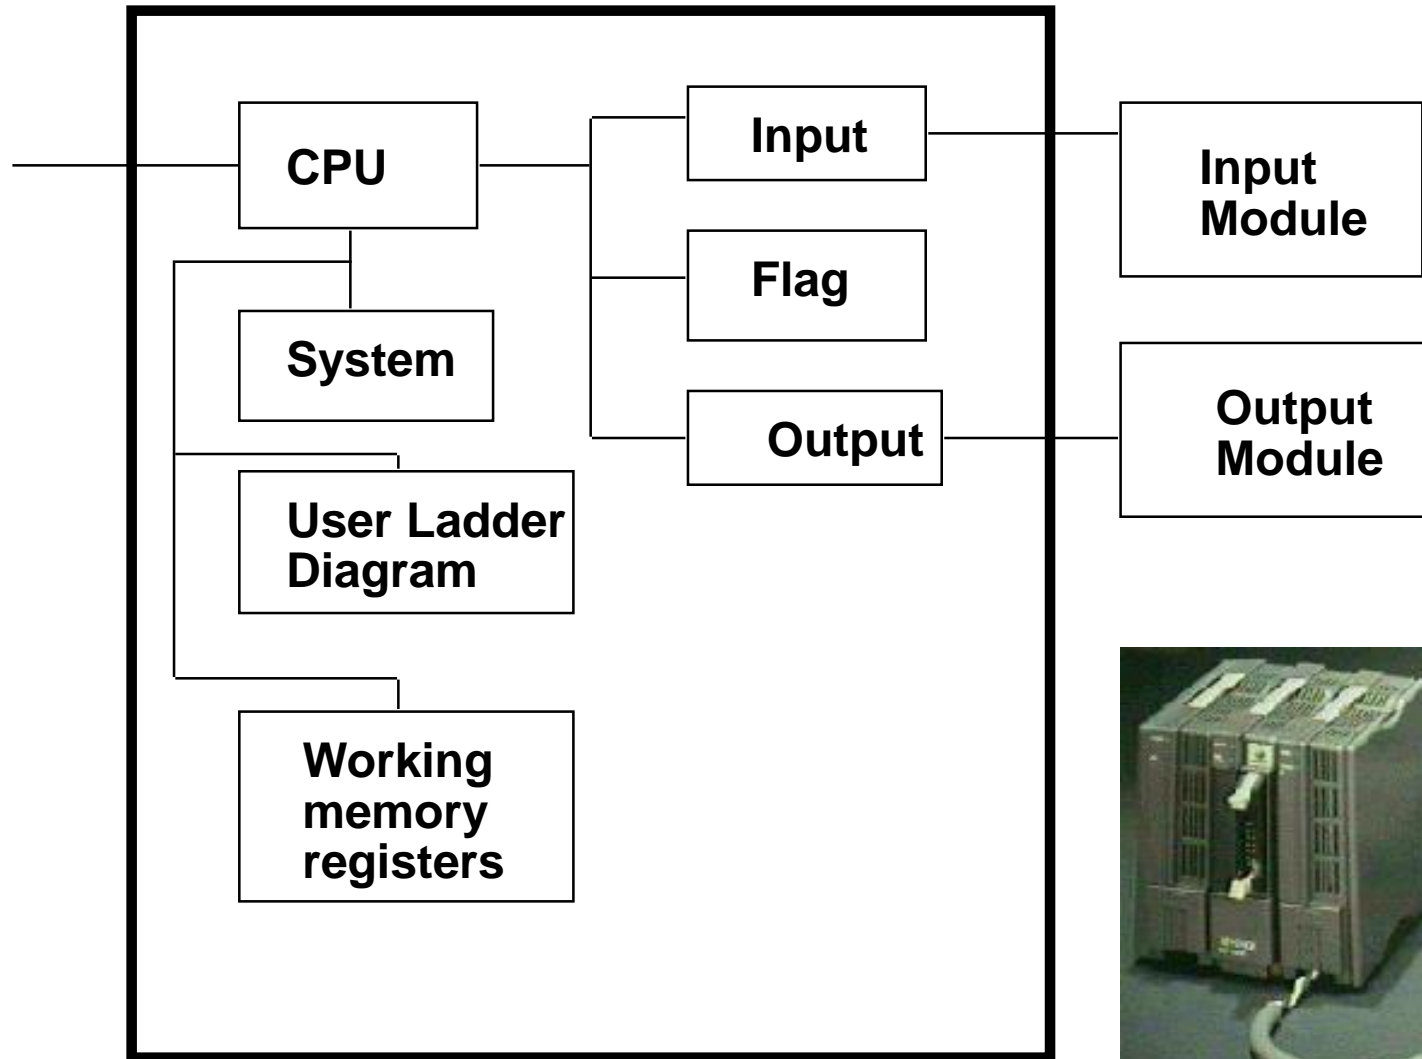 CPU
Input
Input
Module
Flag
System
Output
Output
Module
User Ladder
Diagram
Working
memory
registers